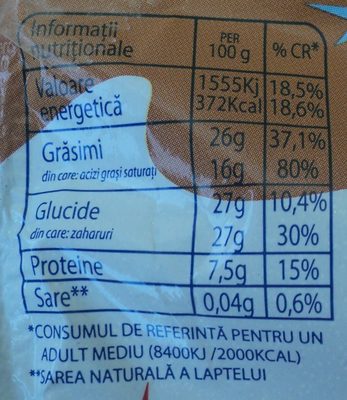 Informații
nutriționale
PER
100 g
% CR*
Valoare
energetică
1555Kj 18,5%
372Kcal 18,6%
Grăsimi 26g 37,1%
din care: acizi grași saturați 16g 80%
Glucide 27g 10,4%
din care: zaharuri 27g 30%
Proteine 7,5g 15%
Sare** 0,04g 0,6%
*CONSUMUL DE REFERINTĂ PENTRU UN
ADULT MEDIU (8400KJ /2000KCAL)
**SAREA NATURALĂ A LAPTELUI